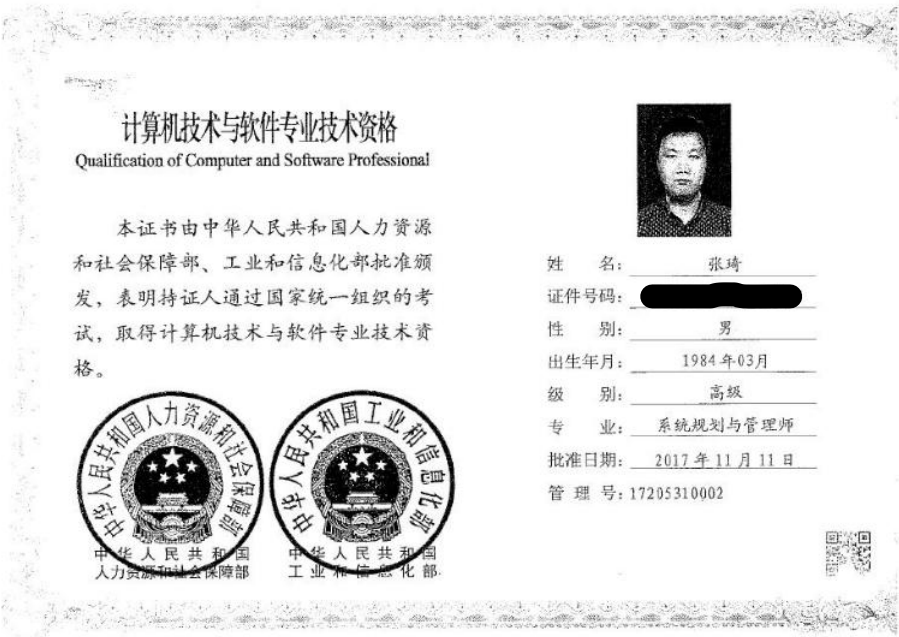 计算机技术与软件专业技术资格
Qualification of Computer and Software Professional
本证书由中华人民共和国人力资源
和社会保障部、工业和信息化部批准颁
发，表明持证人通过国家统一组织的考
试，取得计算机技术与软件专业技术资
格。
中华人民共和国人力资源和社会保障部
中华人民共和国工业和信息化部
中华人民共和国
人力资源和社会保障部
中华人民共和国
工业和信息化部
姓 名：张琦
证件号码：
性 别：男
出生年月：1984年03月
级 别：高级
专 业：系统规划与管理师
批准日期：2017年11月11日
管 理 号：17205310002